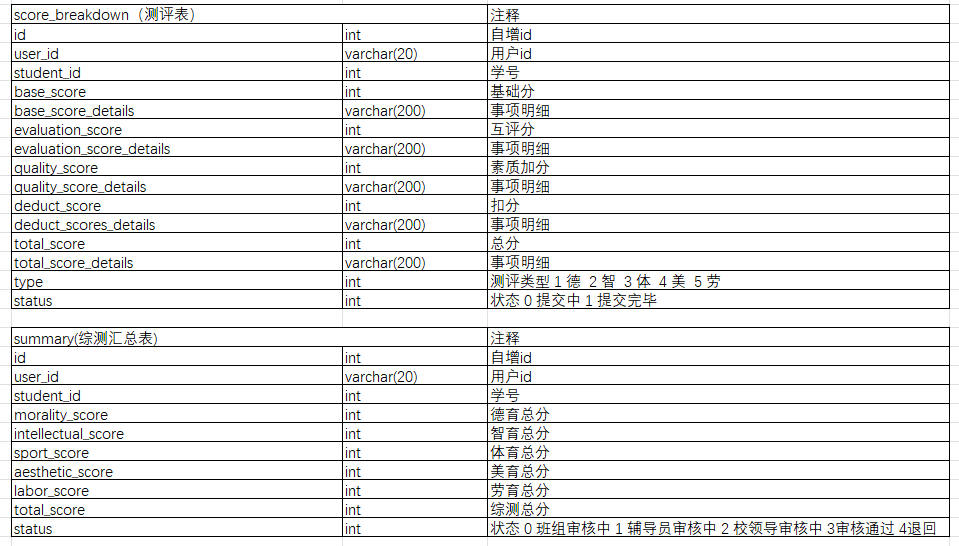 score_breakdown（测评表） 注释
id int 自增id
user_id varchar(20) 用户id
student_id int 学号
base_score int 基础分
base_score_details varchar(200) 事项明细
evaluation_score int 互评分
evaluation_score_details varchar(200) 事项明细
quality_score int 素质加分
quality_score_details varchar(200) 事项明细
deduct_score int 扣分
deduct_scores_details varchar(200) 事项明细
total_score int 总分
total_score_details varchar(200) 事项明细
type int 测评类型 1 德 2 智 3 体 4 美 5 劳
status int 状态 0 提交中 1 提交完毕
summary(综测汇总表) 注释
id int 自增id
user_id varchar(20) 用户id
student_id int 学号
morality_score int 德育总分
intellectual_score int 智育总分
sport_score int 体育总分
aesthetic_score int 美育总分
labor_score int 劳育总分
total_score int 综测总分
status int 状态 0 班组审核中 1 辅导员审核中 2 校领导审核中 3审核通过 4退回